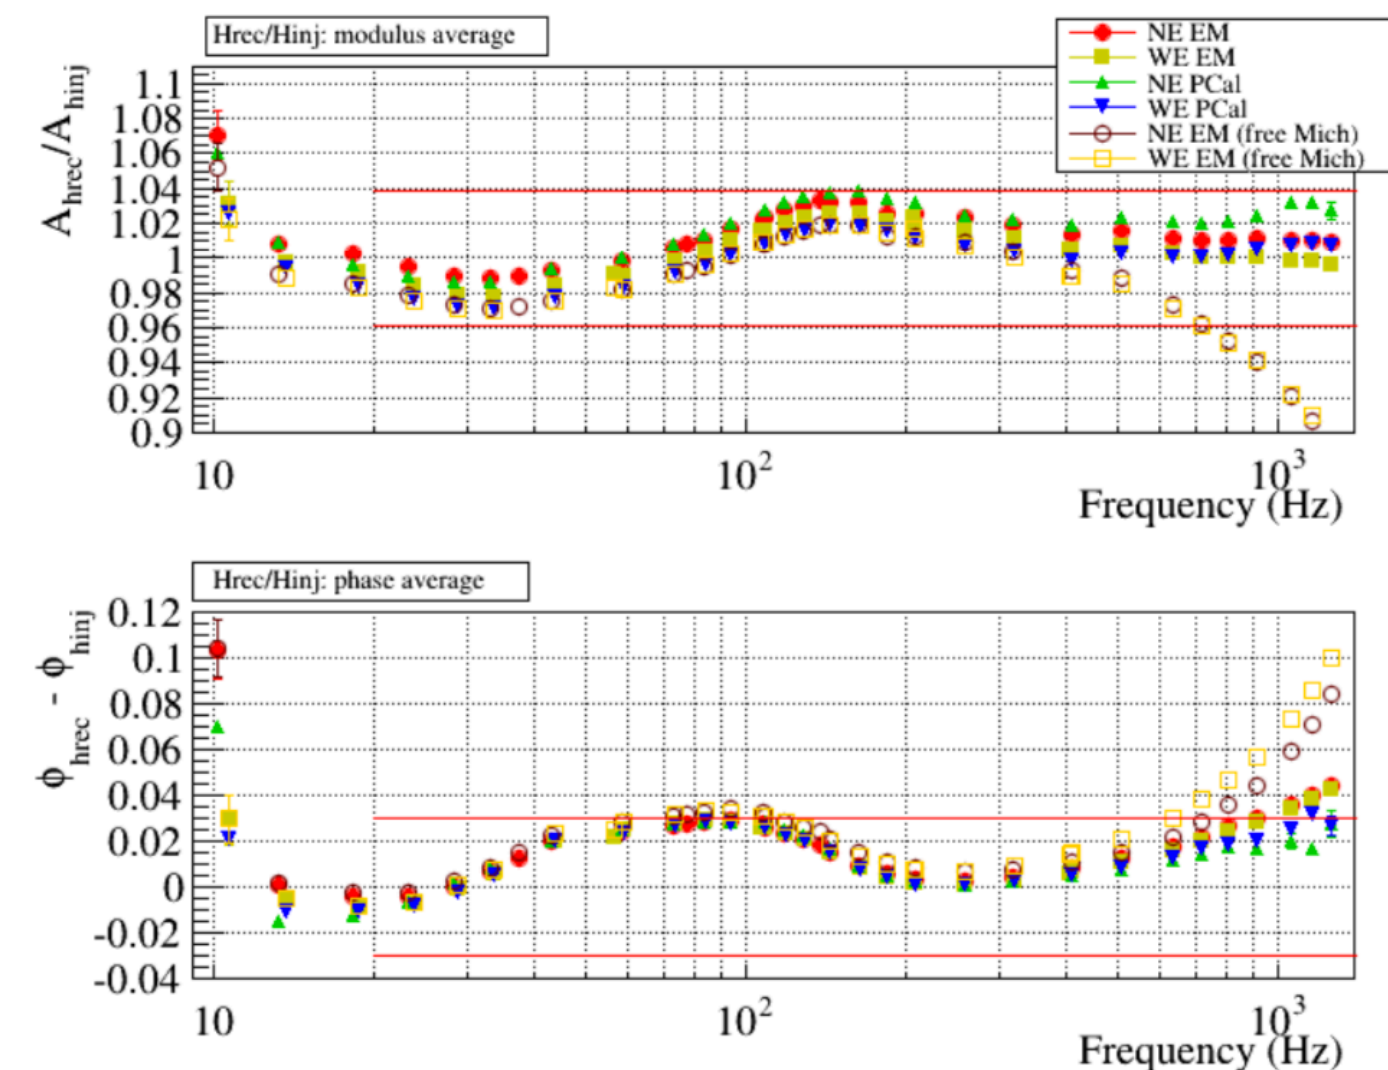 Hrec/Hinj: modulus average
NE EM
WE EM
NE PCal
WE PCal
NE EM (free Mich)
WE EM (free Mich)
A_hrec/A_hinj
1.1
1.08
1.06
1.04
1.02
1
0.98
0.96
0.94
0.92
0.9
10 10² 10³
Frequency (Hz)
Hrec/Hinj: phase average
ϕ_hrec - ϕ_hinj
0.12
0.1
0.08
0.06
0.04
0.02
0
-0.02
-0.04
10 10² 10³
Frequency (Hz)